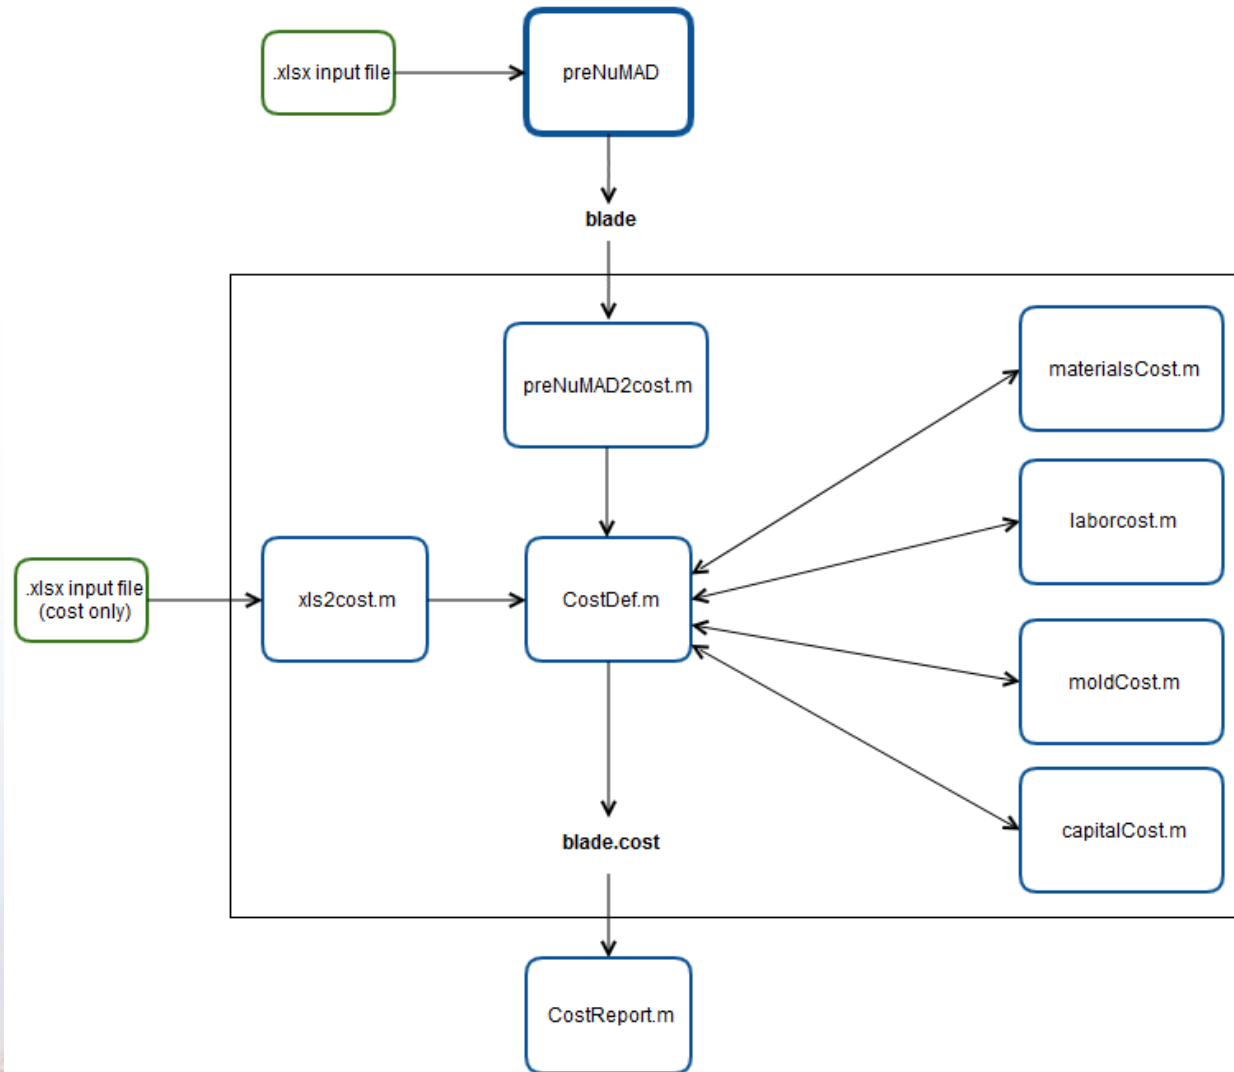 .xlsx input file
preNuMAD
blade
preNuMAD2cost.m
materialsCost.m
laborcost.m
.xlsx input file
(cost only)
xls2cost.m
CostDef.m
moldCost.m
capitalCost.m
blade.cost
CostReport.m